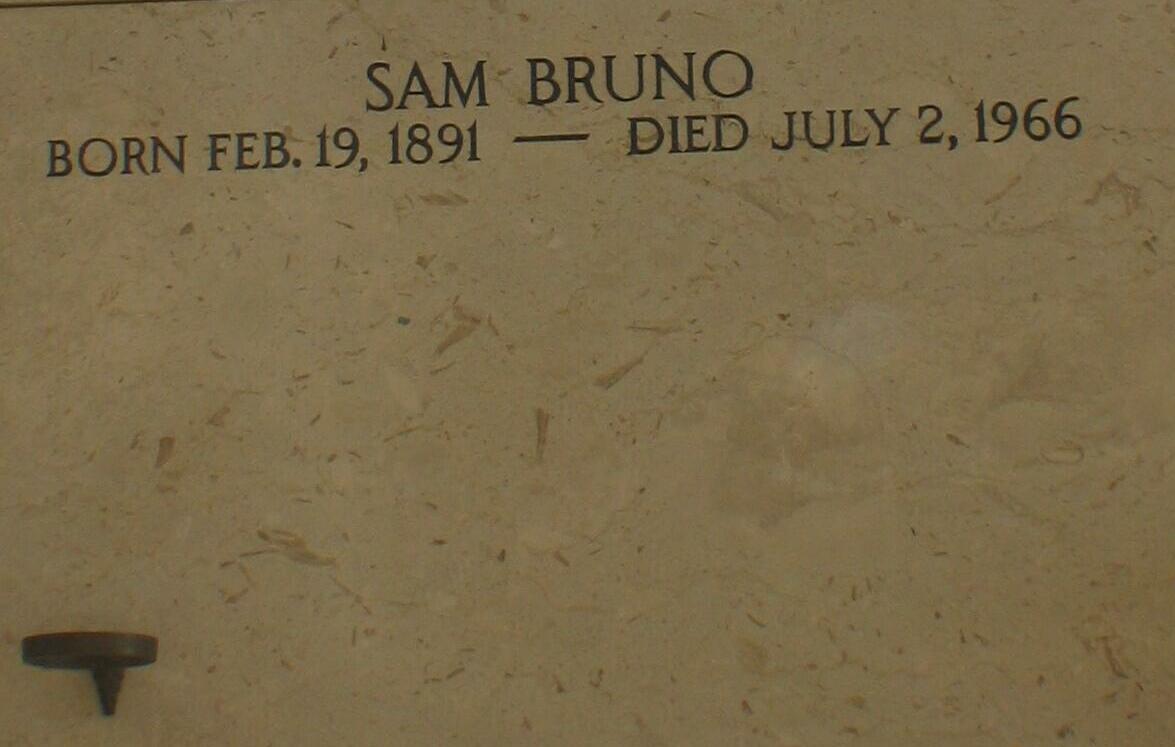 SAM BRUNO
BORN FEB. 19, 1891 — DIED JULY 2, 1966